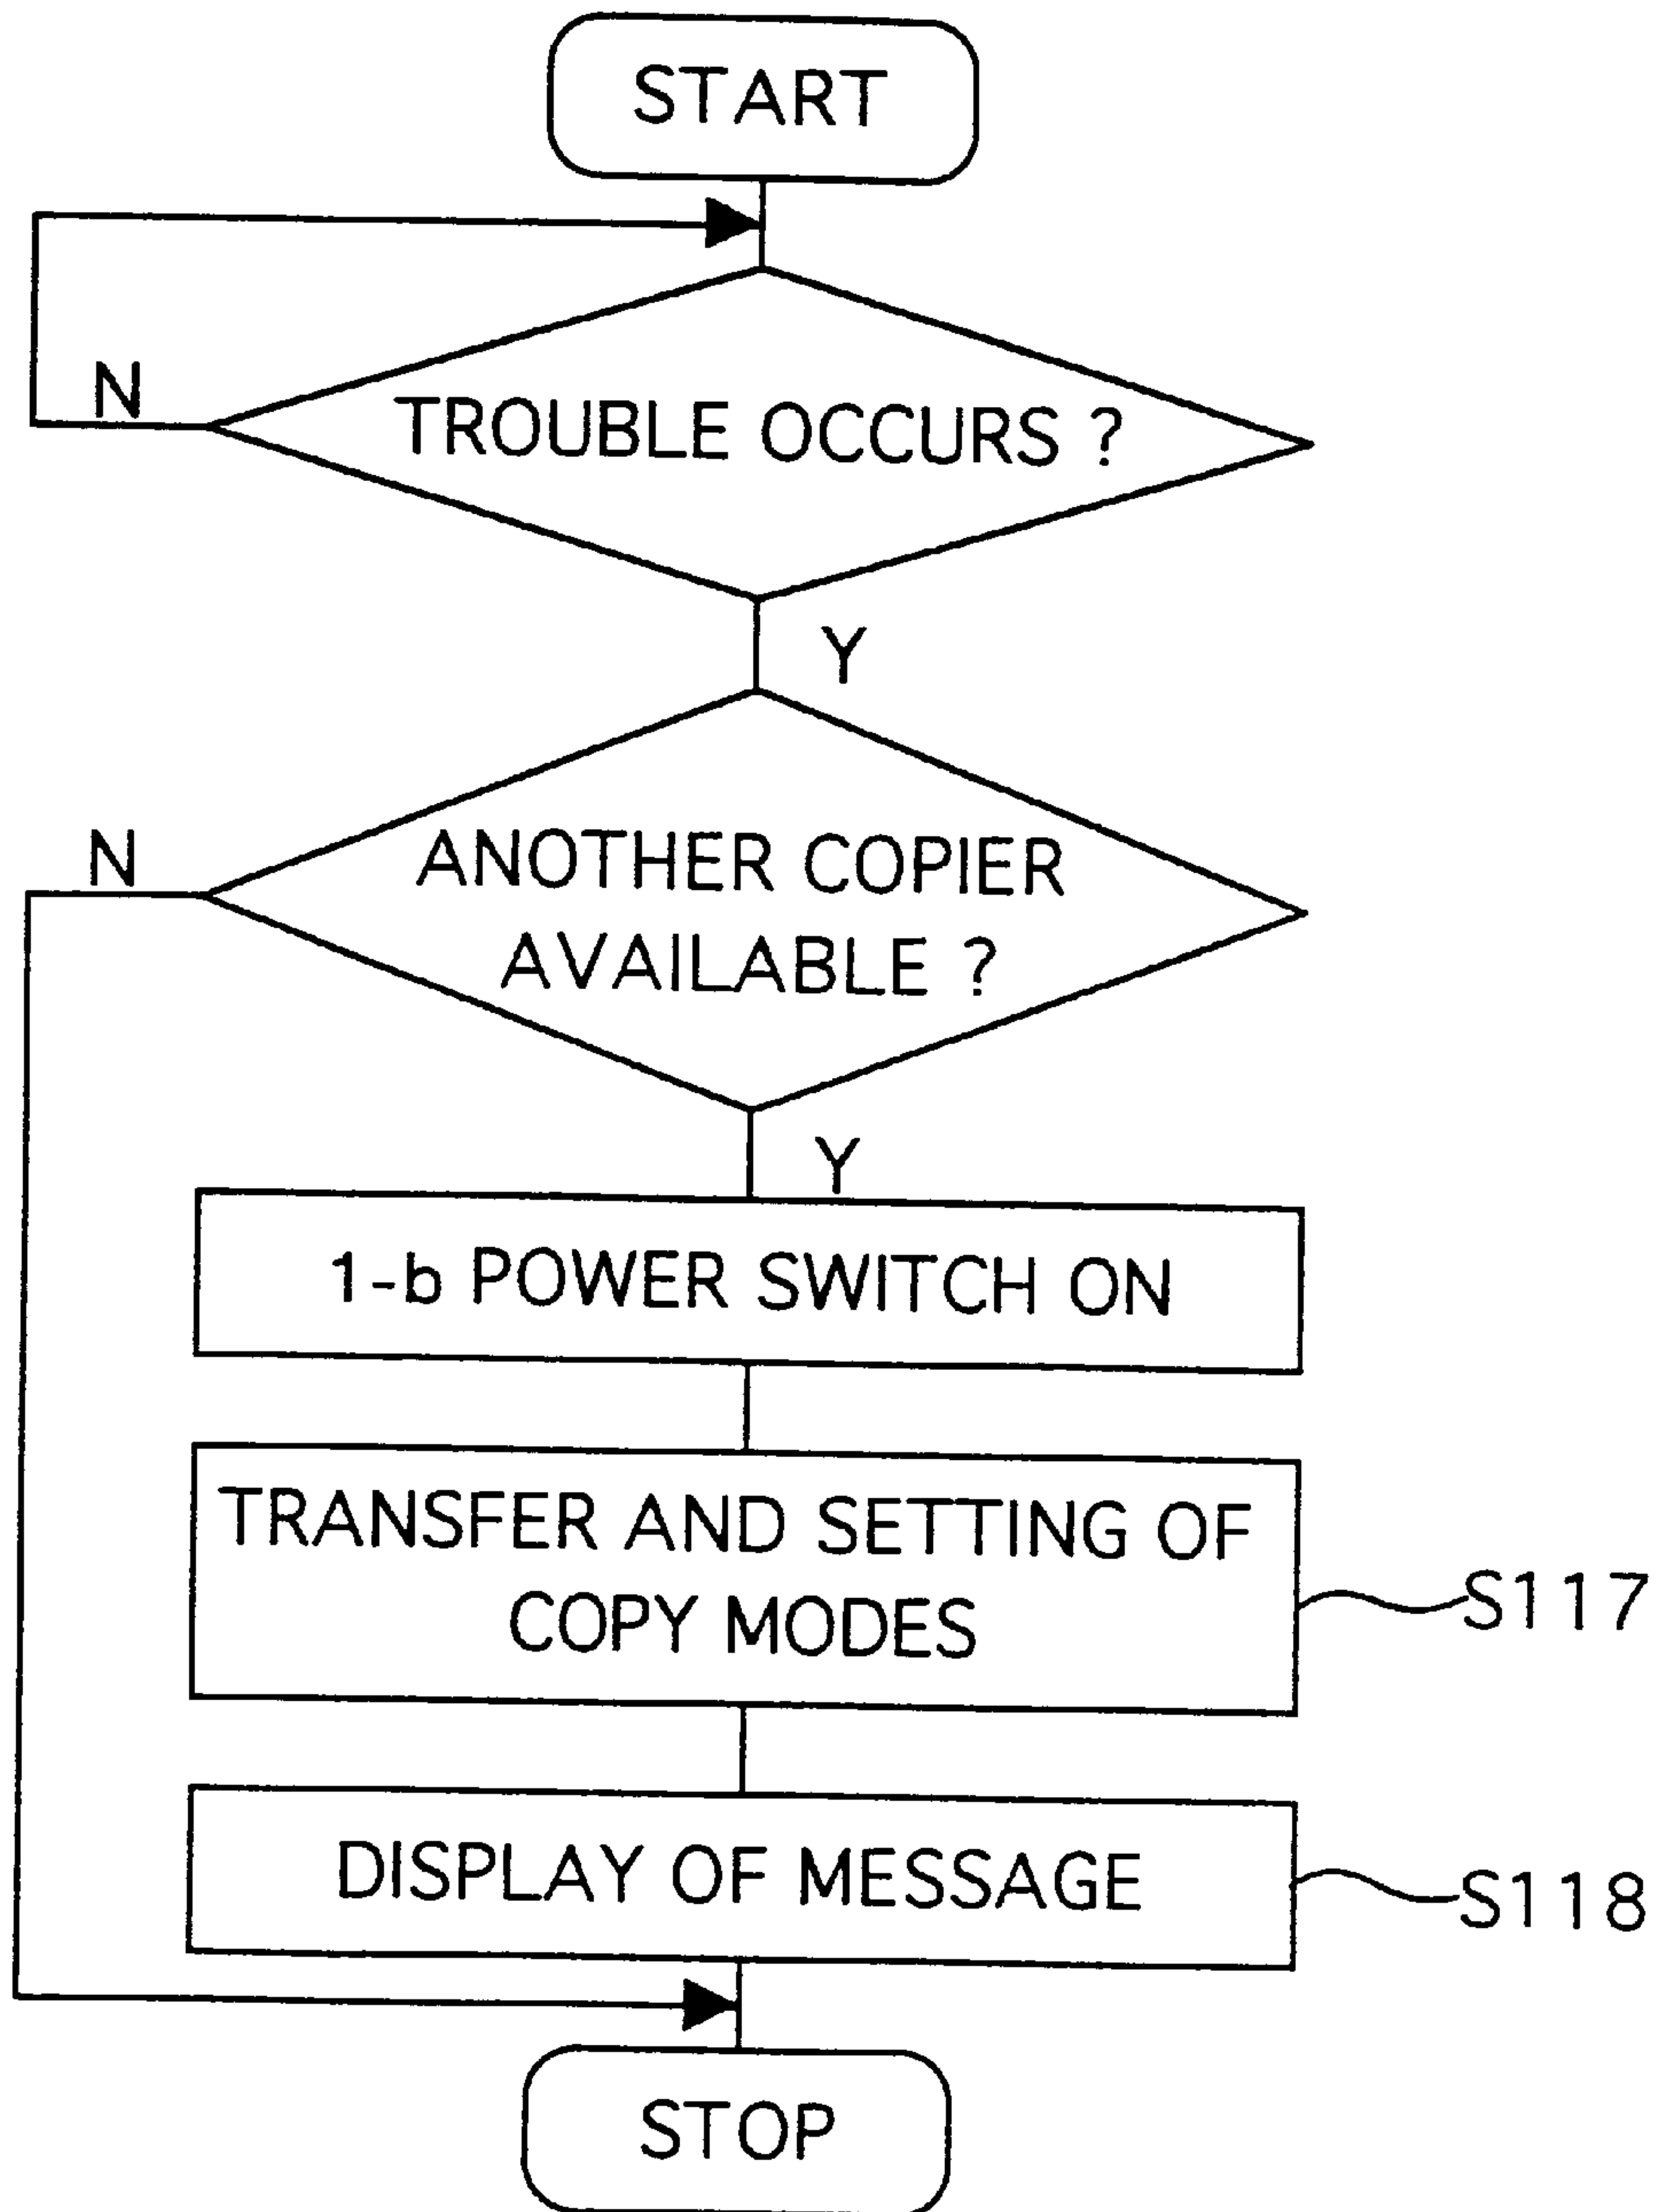 START
N
TROUBLE OCCURS ?
Y
N
ANOTHER COPIER
AVAILABLE ?
Y
1-b POWER SWITCH ON
TRANSFER AND SETTING OF
COPY MODES
S117
DISPLAY OF MESSAGE
S118
STOP